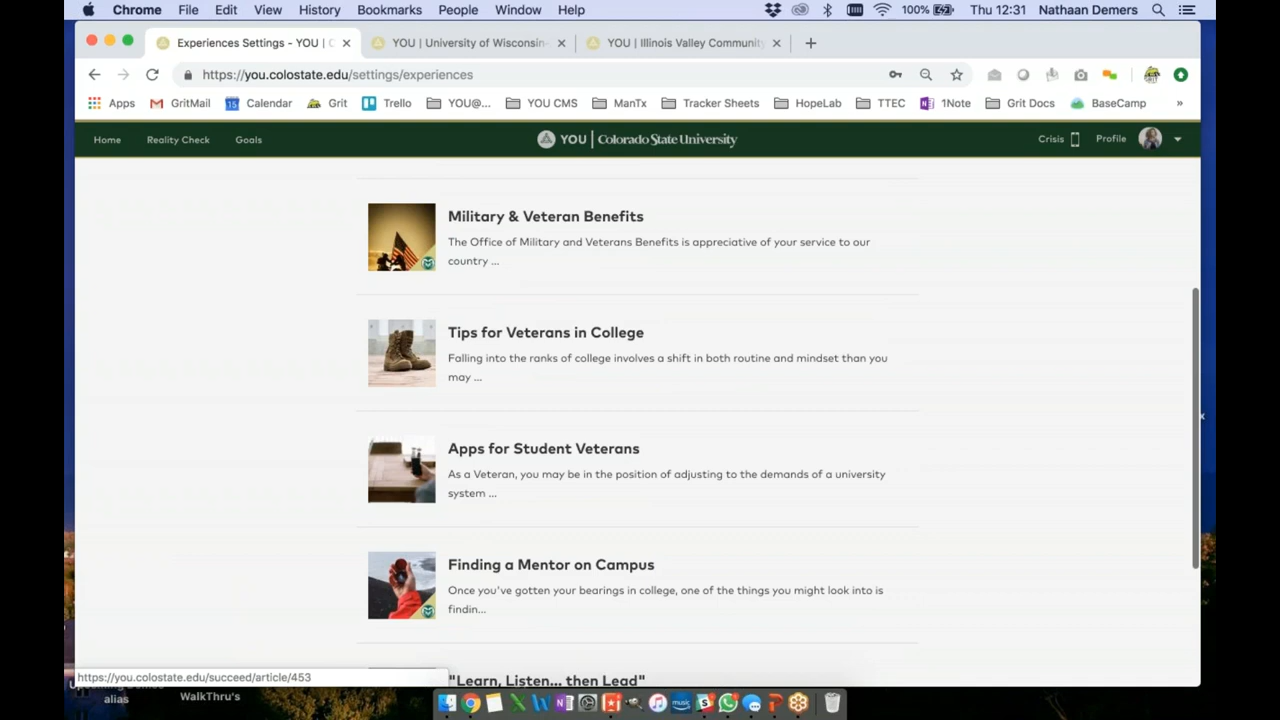 Chrome File Edit View History Bookmarks People Window Help 100% Thu 12:31 Nathaan Demers
Experiences Settings - YOU | C YOU | University of Wisconsin- YOU | Illinois Valley Community
https://you.colostate.edu/settings/experiences
Apps GritMail 15 Calendar Grit Trello YOU@... YOU CMS ManTx Tracker Sheets HopeLab TTEC 1Note Grit Docs BaseCamp »
Home Reality Check Goals YOU | Colorado State University Crisis Profile
Military & Veteran Benefits
The Office of Military and Veterans Benefits is appreciative of your service to our
country ...
Tips for Veterans in College
Falling into the ranks of college involves a shift in both routine and mindset than you
may ...
Apps for Student Veterans
As a Veteran, you may be in the position of adjusting to the demands of a university
system ...
Finding a Mentor on Campus
Once you've gotten your bearings in college, one of the things you might look into is
findin...
"Learn, Listen... then Lead"
https://you.colostate.edu/succeed/article/453
alias WalkThru's